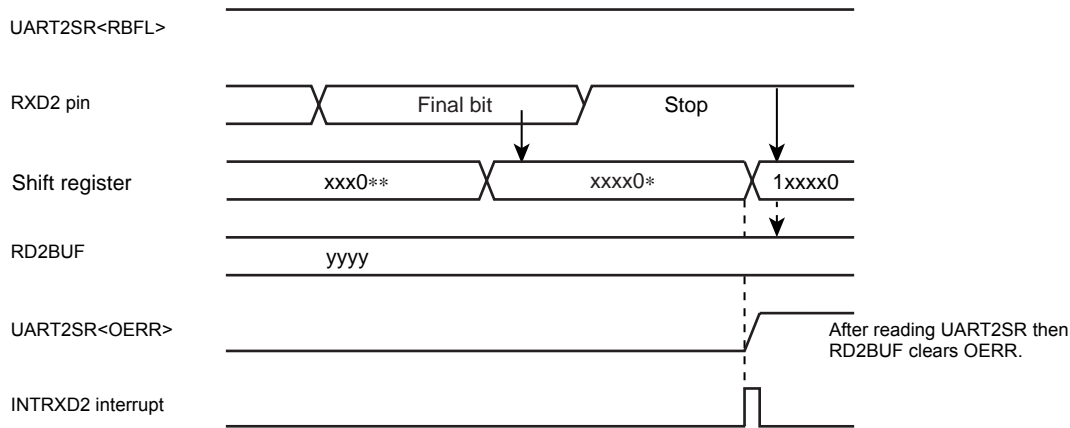 UART2SR<RBFL>
RXD2 pin
Final bit
Stop
Shift register
xxx0**
xxxx0*
1xxxx0
RD2BUF
yyyy
UART2SR<OERR>
After reading UART2SR then
RD2BUF clears OERR.
INTRXD2 interrupt